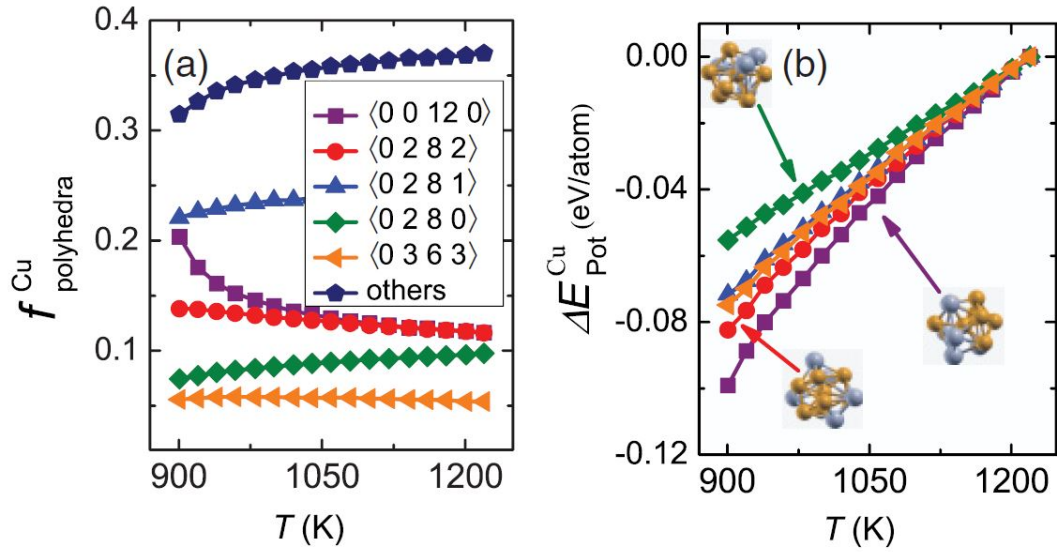 (a)
0.4
0.3
0.2
0.1
f Cu polyhedra
⟨0 0 12 0⟩
⟨0 2 8 2⟩
⟨0 2 8 1⟩
⟨0 2 8 0⟩
⟨0 3 6 3⟩
others
900 1050 1200
T (K)
(b)
0.00
-0.04
-0.08
-0.12
ΔE Cu Pot (eV/atom)
900 1050 1200
T (K)